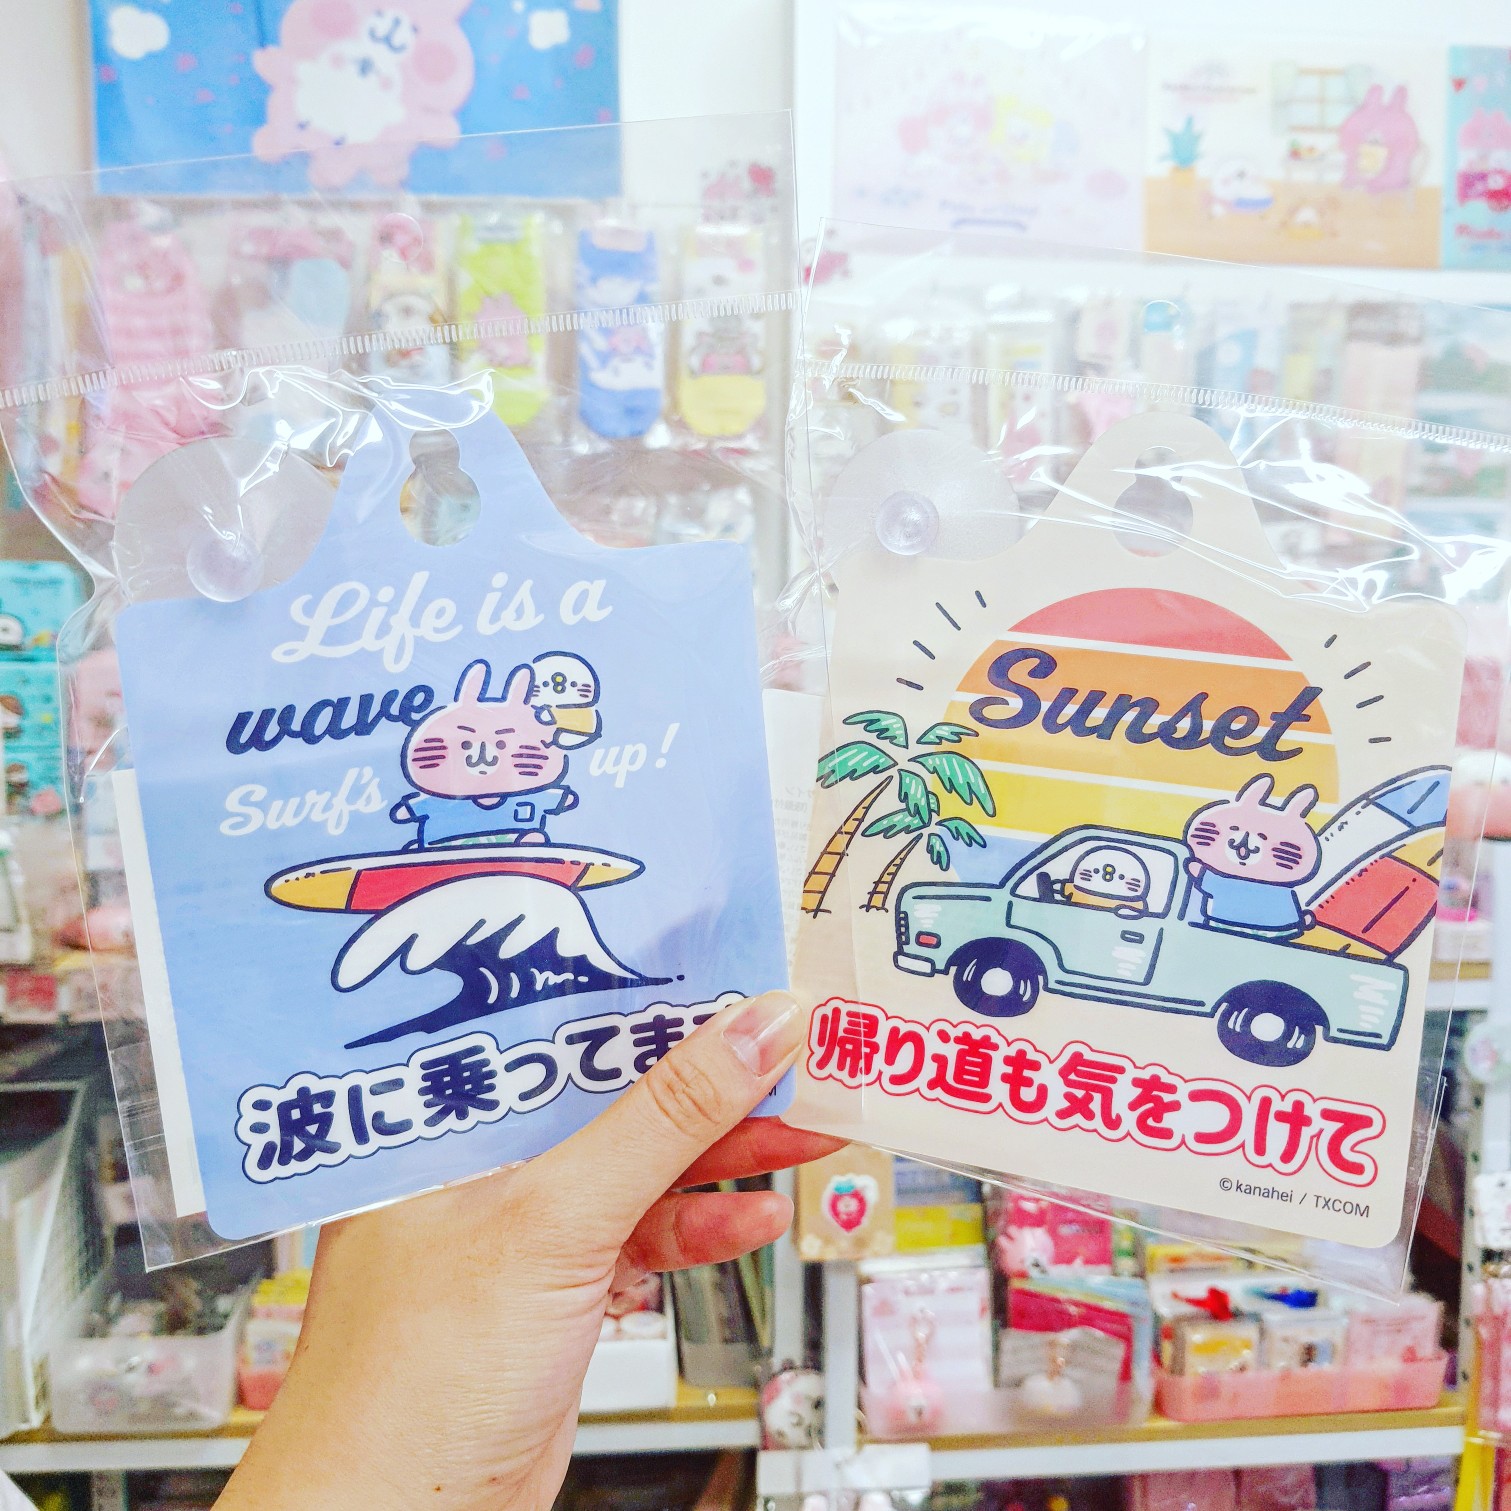 Life is a
wave
Surf's up!
波に乗ってま
Sunset
帰り道も気をつけて
©kanahei / TXCOM